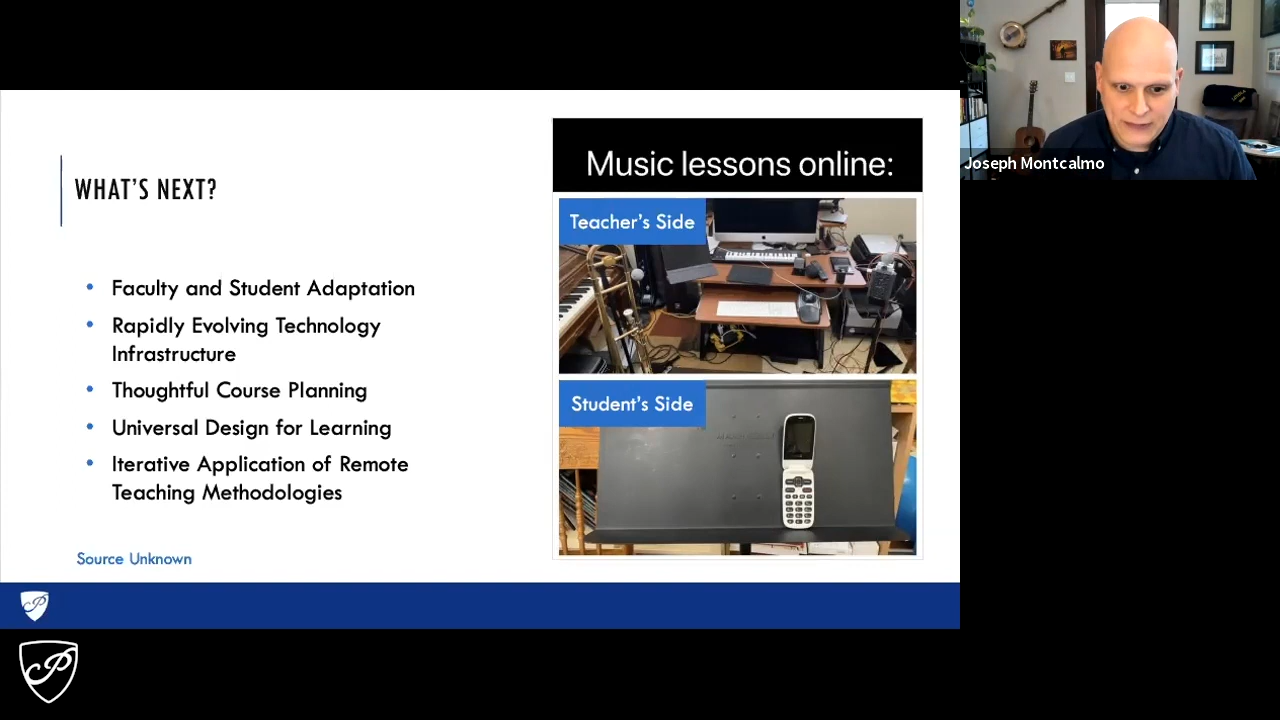 WHAT'S NEXT?
• Faculty and Student Adaptation
• Rapidly Evolving Technology
Infrastructure
• Thoughtful Course Planning
• Universal Design for Learning
• Iterative Application of Remote
Teaching Methodologies
Source Unknown
Music lessons online:
Teacher's Side
Student's Side
Joseph Montcalmo